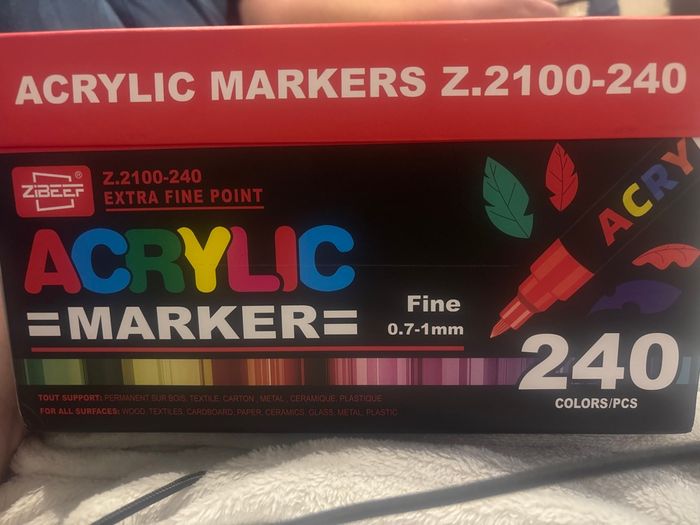 ACRYLIC MARKERS Z.2100-240
ZiBEEF®
Z.2100-240
EXTRA FINE POINT
ACRYLIC
=MARKER=
Fine
0.7-1mm
ACRY
240
COLORS/PCS
TOUT SUPPORT: PERMANENT SUR BOIS, TEXTILE, CARTON , METAL , CERAMIQUE, PLASTIQUE
FOR ALL SURFACES: WOOD, TEXTILES, CARDBOARD, PAPER, CERAMICS, GLASS, METAL, PLASTIC